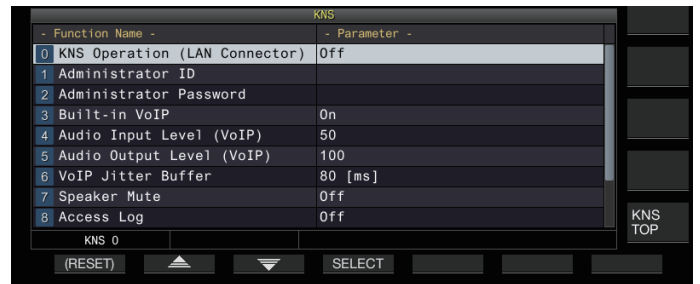 KNS
- Function Name - - Parameter -
0 KNS Operation (LAN Connector) Off
1 Administrator ID
2 Administrator Password
3 Built-in VoIP On
4 Audio Input Level (VoIP) 50
5 Audio Output Level (VoIP) 100
6 VoIP Jitter Buffer 80 [ms]
7 Speaker Mute Off
8 Access Log Off
KNS 0
KNS
TOP
(RESET) SELECT